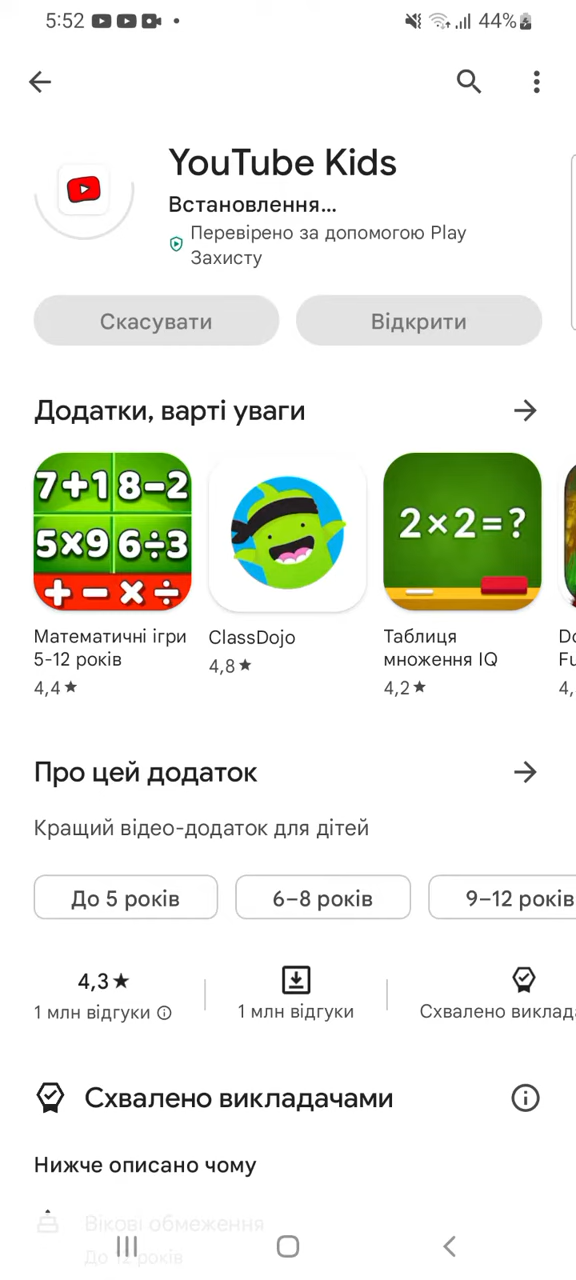 5:52
44%
YouTube Kids
Встановлення...
Перевірено за допомогою Play
Захисту
Скасувати
Відкрити
Додатки, варті уваги
7+1 8−2
5×9 6÷3
+ − × ÷
2×2=?
Математичні ігри
5-12 років
4,4★
ClassDojo
4,8★
Таблиця
множення IQ
4,2★
Do
Fu
4,
Про цей додаток
Кращий відео-додаток для дітей
До 5 років
6–8 років
9–12 років
4,3★
1 млн відгуки
1 млн відгуки
Схвалено виклад
Схвалено викладачами
Нижче описано чому
Вікові обмеження
До 12 років